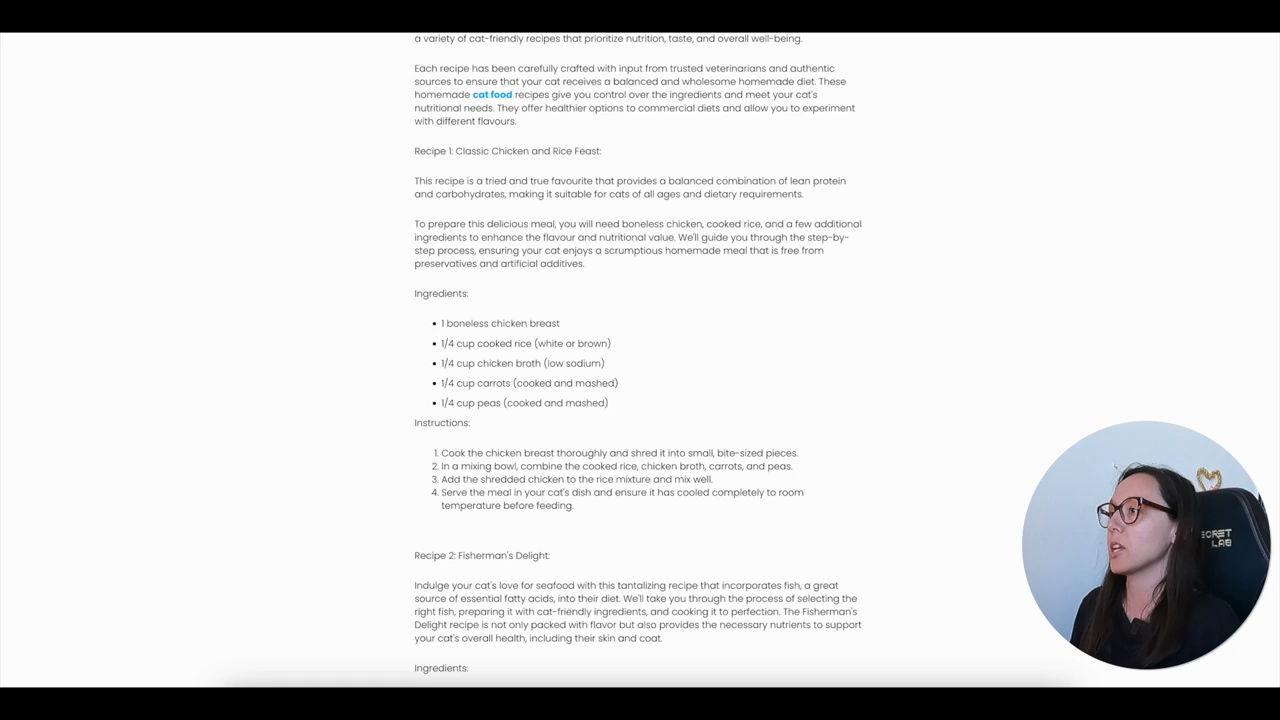 a variety of cat-friendly recipes that prioritize nutrition, taste, and overall well-being.
Each recipe has been carefully crafted with input from trusted veterinarians and authentic
sources to ensure that your cat receives a balanced and wholesome homemade diet. These
homemade cat food recipes give you control over the ingredients and meet your cat's
nutritional needs. They offer healthier options to commercial diets and allow you to experiment
with different flavours.
Recipe 1: Classic Chicken and Rice Feast:
This recipe is a tried and true favourite that provides a balanced combination of lean protein
and carbohydrates, making it suitable for cats of all ages and dietary requirements.
To prepare this delicious meal, you will need boneless chicken, cooked rice, and a few additional
ingredients to enhance the flavour and nutritional value. We'll guide you through the step-by-
step process, ensuring your cat enjoys a scrumptious homemade meal that is free from
preservatives and artificial additives.
Ingredients:
• 1 boneless chicken breast
• 1/4 cup cooked rice (white or brown)
• 1/4 cup chicken broth (low sodium)
• 1/4 cup carrots (cooked and mashed)
• 1/4 cup peas (cooked and mashed)
Instructions:
1. Cook the chicken breast thoroughly and shred it into small, bite-sized pieces.
2. In a mixing bowl, combine the cooked rice, chicken broth, carrots, and peas.
3. Add the shredded chicken to the rice mixture and mix well.
4. Serve the meal in your cat's dish and ensure it has cooled completely to room
temperature before feeding.
Recipe 2: Fisherman's Delight:
Indulge your cat's love for seafood with this tantalizing recipe that incorporates fish, a great
source of essential fatty acids, into their diet. We'll take you through the process of selecting the
right fish, preparing it with cat-friendly ingredients, and cooking it to perfection. The Fisherman's
Delight recipe is not only packed with flavor but also provides the necessary nutrients to support
your cat's overall health, including their skin and coat.
Ingredients:
LAB